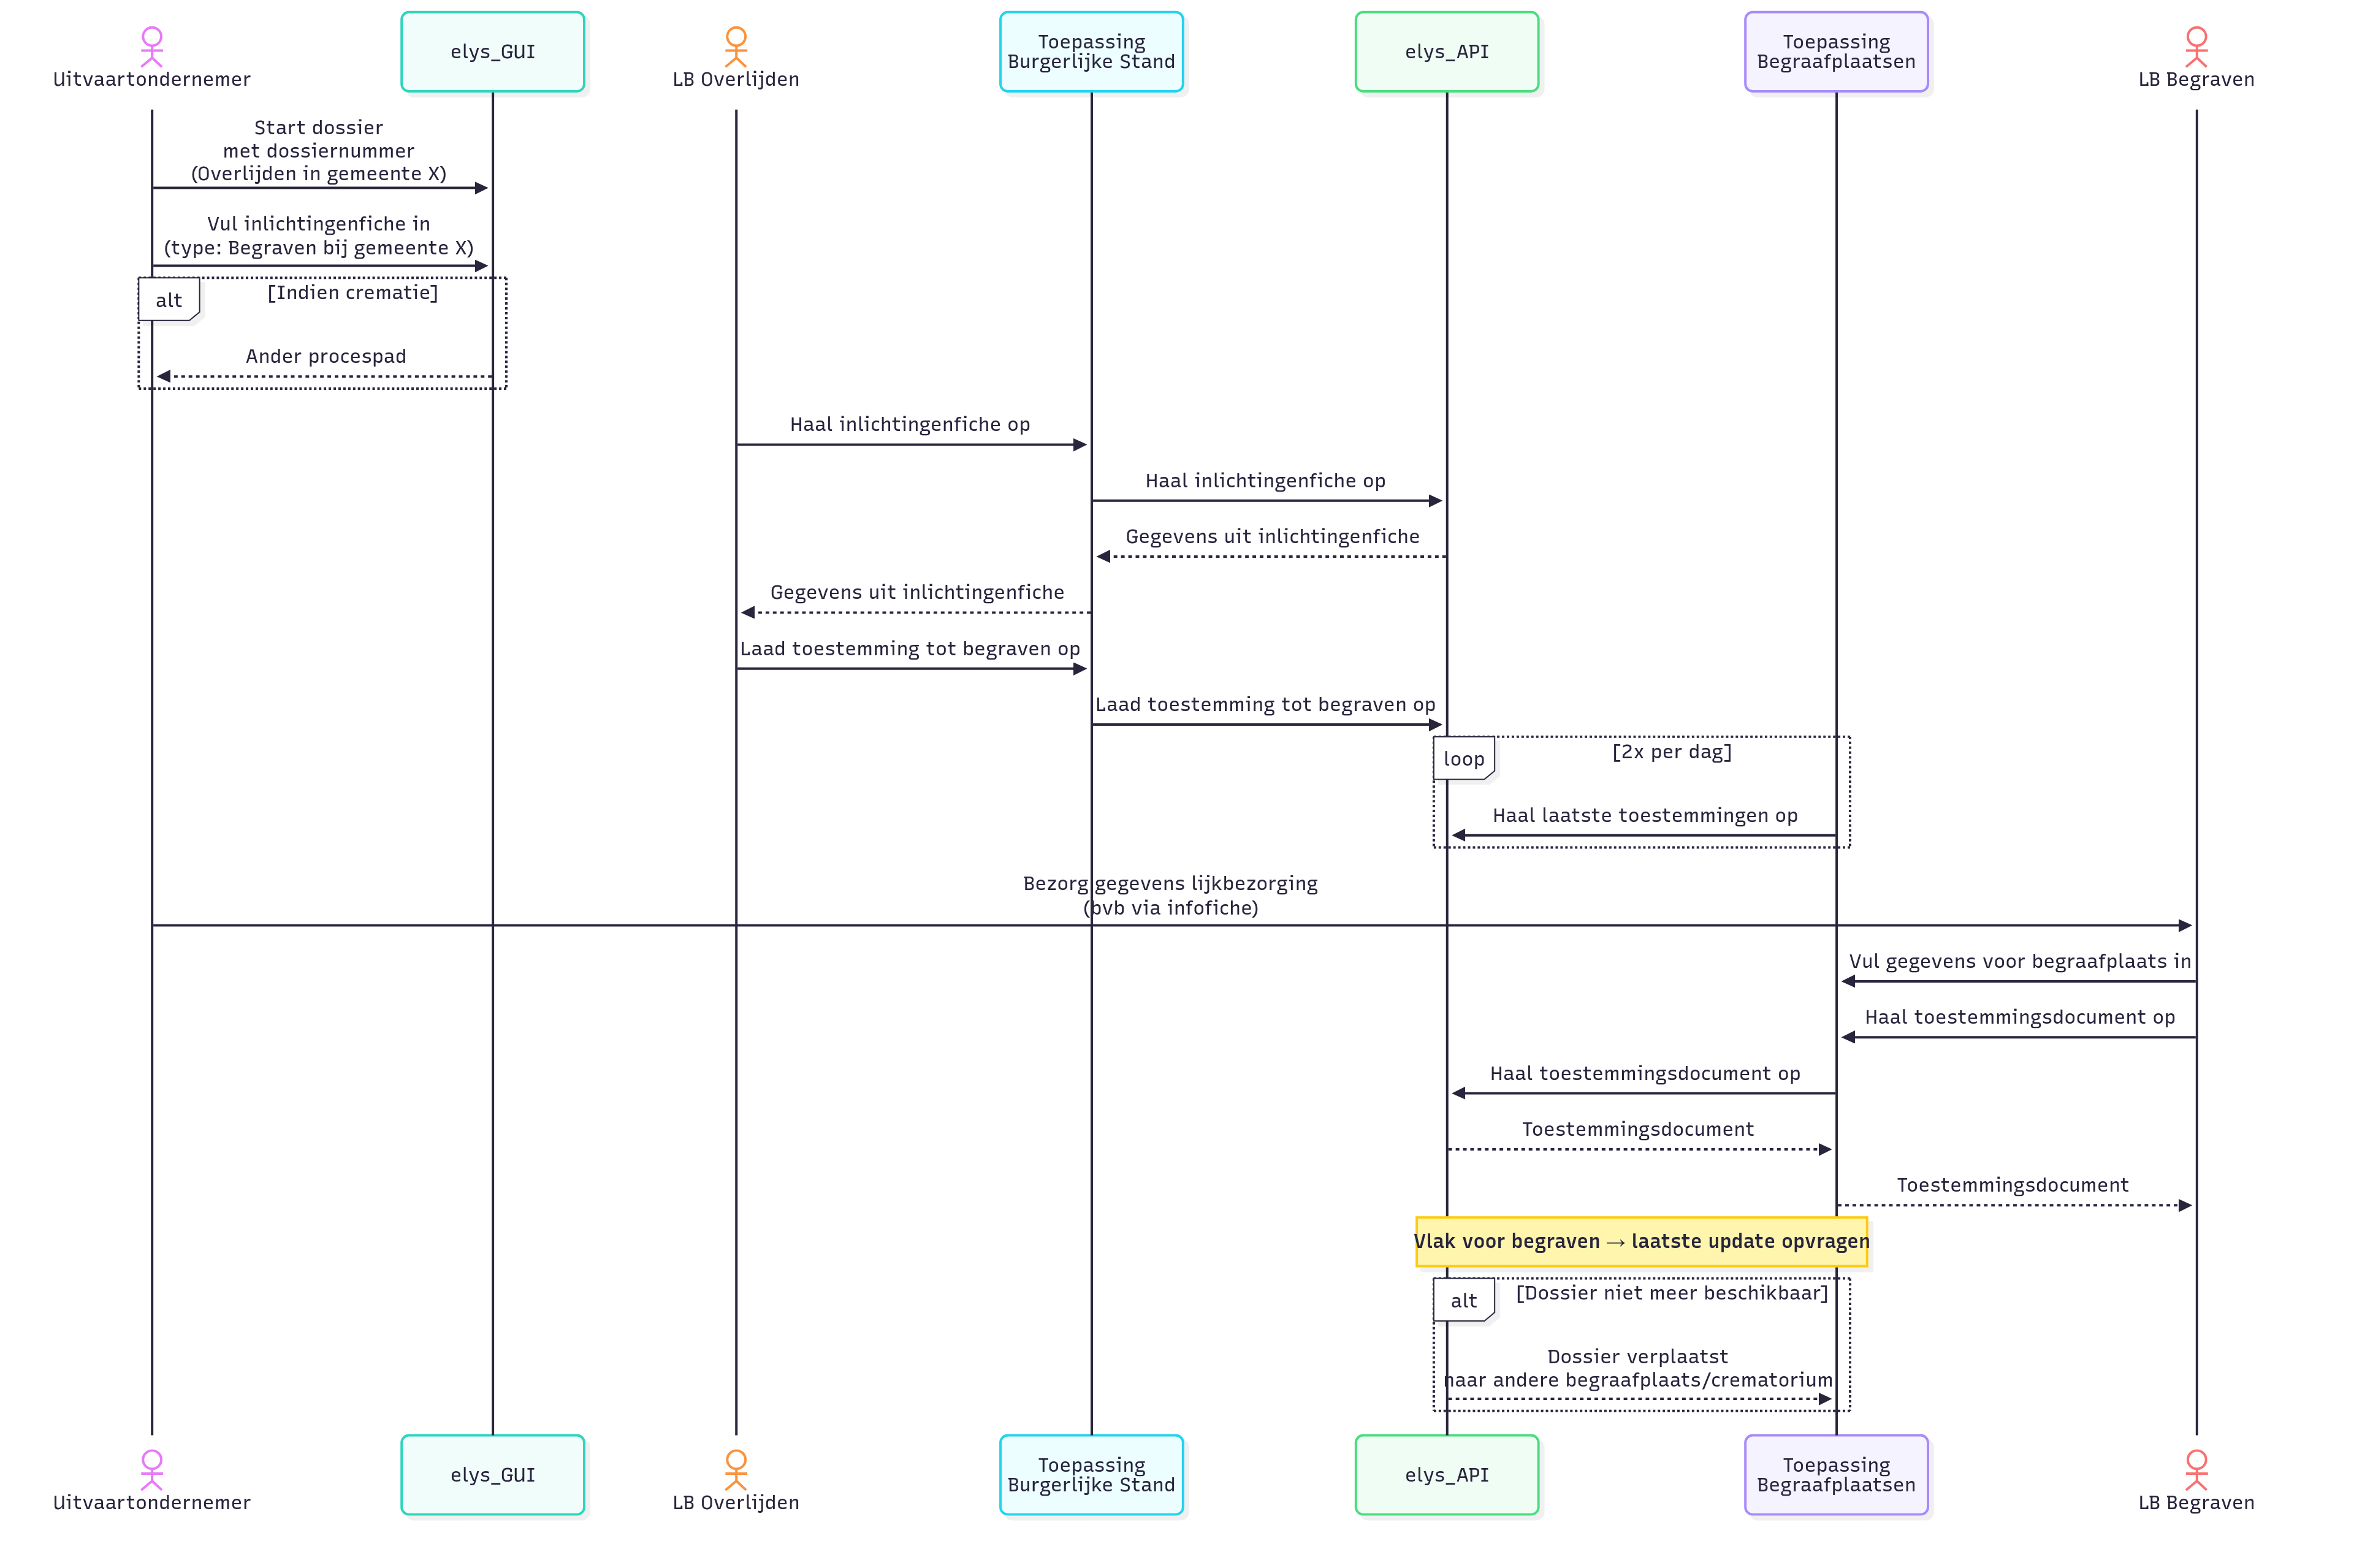 Uitvaartondernemer
elys_GUI
LB Overlijden
Toepassing
Burgerlijke Stand
elys_API
Toepassing
Begraafplaatsen
LB Begraven
Start dossier
met dossiernummer
(Overlijden in gemeente X)
Vul inlichtingenfiche in
(type: Begraven bij gemeente X)
alt
[Indien crematie]
Ander procespad
Haal inlichtingenfiche op
Haal inlichtingenfiche op
Gegevens uit inlichtingenfiche
Gegevens uit inlichtingenfiche
Laad toestemming tot begraven op
Laad toestemming tot begraven op
loop
[2x per dag]
Haal laatste toestemmingen op
Bezorg gegevens lijkbezorging
(bvb via infofiche)
Vul gegevens voor begraafplaats in
Haal toestemmingsdocument op
Haal toestemmingsdocument op
Toestemmingsdocument
Toestemmingsdocument
Vlak voor begraven → laatste update opvragen
alt
[Dossier niet meer beschikbaar]
Dossier verplaatst
naar andere begraafplaats/crematorium
Uitvaartondernemer
elys_GUI
LB Overlijden
Toepassing
Burgerlijke Stand
elys_API
Toepassing
Begraafplaatsen
LB Begraven